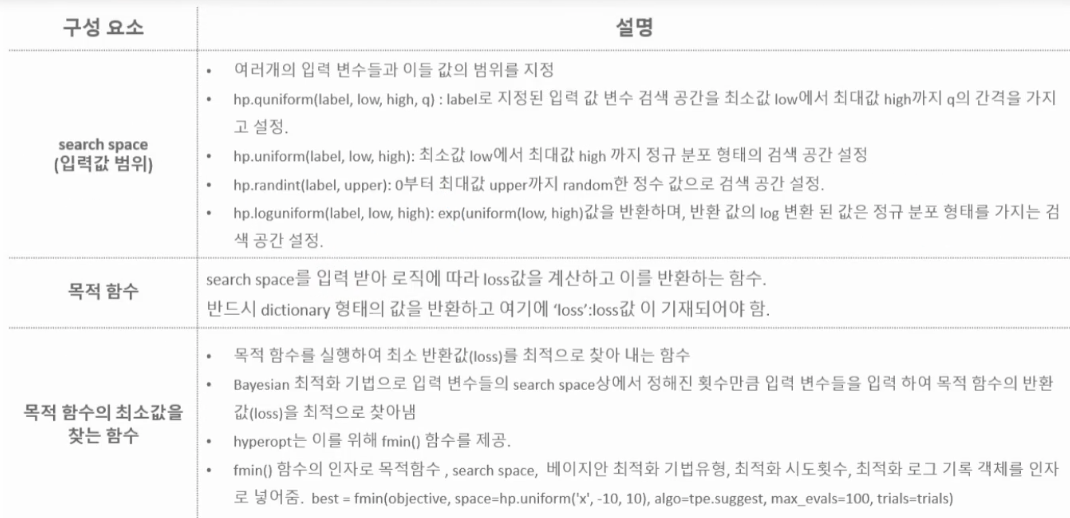 구성 요소
설명
search space
(입력값 범위)
• 여러개의 입력 변수들과 이들 값의 범위를 지정
• hp.quniform(label, low, high, q) : label로 지정된 입력 값 변수 검색 공간을 최소값 low에서 최대값 high까지 q의 간격을 가지
고 설정.
• hp.uniform(label, low, high): 최소값 low에서 최대값 high 까지 정규 분포 형태의 검색 공간 설정
• hp.randint(label, upper): 0부터 최대값 upper까지 random한 정수 값으로 검색 공간 설정.
• hp.loguniform(label, low, high): exp(uniform(low, high)값을 반환하며, 반환 값의 log 변환 된 값은 정규 분포 형태를 가지는 검
색 공간 설정.
목적 함수
search space를 입력 받아 로직에 따라 loss값을 계산하고 이를 반환하는 함수.
반드시 dictionary 형태의 값을 반환하고 여기에 ‘loss’:loss값 이 기재되어야 함.
목적 함수의 최소값을
찾는 함수
• 목적 함수를 실행하여 최소 반환값(loss)를 최적으로 찾아 내는 함수
• Bayesian 최적화 기법으로 입력 변수들의 search space상에서 정해진 횟수만큼 입력 변수들을 입력 하여 목적 함수의 반환
값(loss)을 최적으로 찾아냄
• hyperopt는 이를 위해 fmin() 함수를 제공.
• fmin() 함수의 인자로 목적함수 , search space, 베이지안 최적화 기법유형, 최적화 시도횟수, 최적화 로그 기록 객체를 인자
로 넣어줌. best = fmin(objective, space=hp.uniform('x', -10, 10), algo=tpe.suggest, max_evals=100, trials=trials)